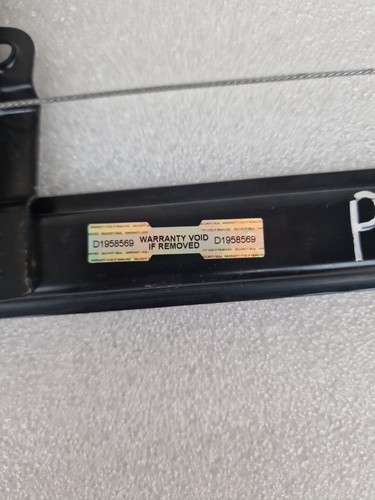 D1958569 WARRANTY VOID D1958569
IF REMOVED
P